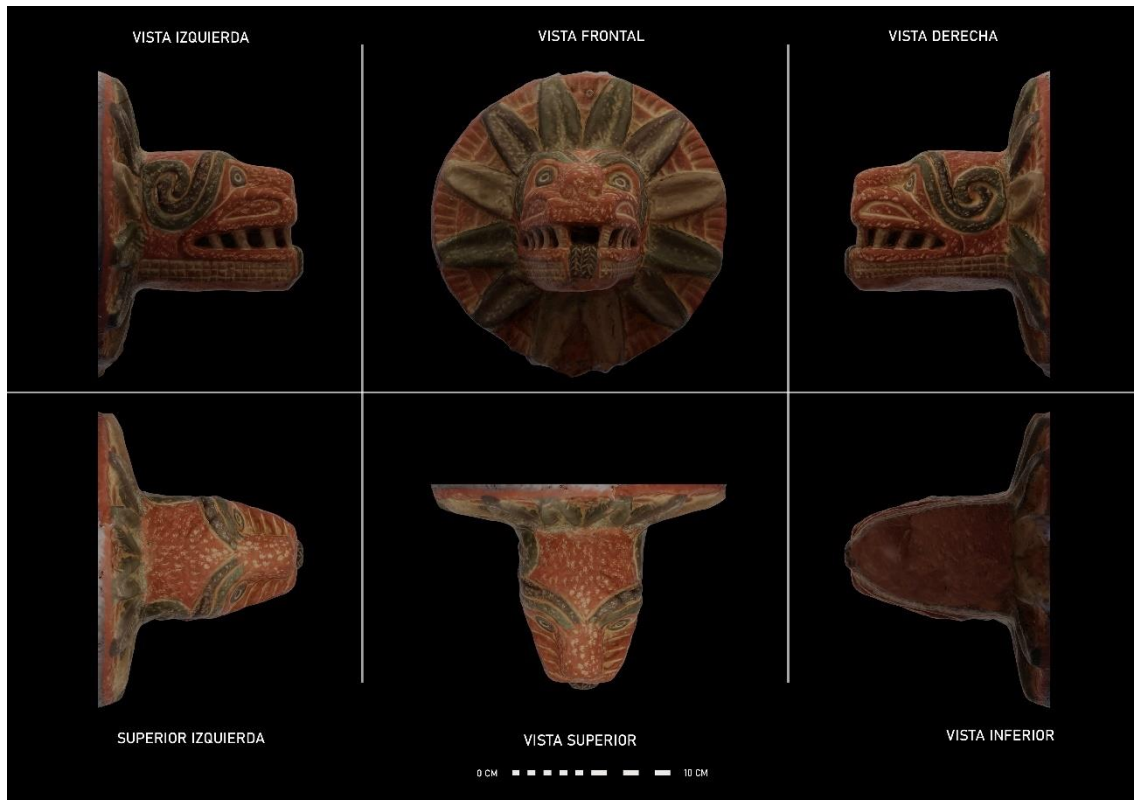 VISTA IZQUIERDA
VISTA FRONTAL
VISTA DERECHA
SUPERIOR IZQUIERDA
VISTA SUPERIOR
VISTA INFERIOR
0 CM
10 CM